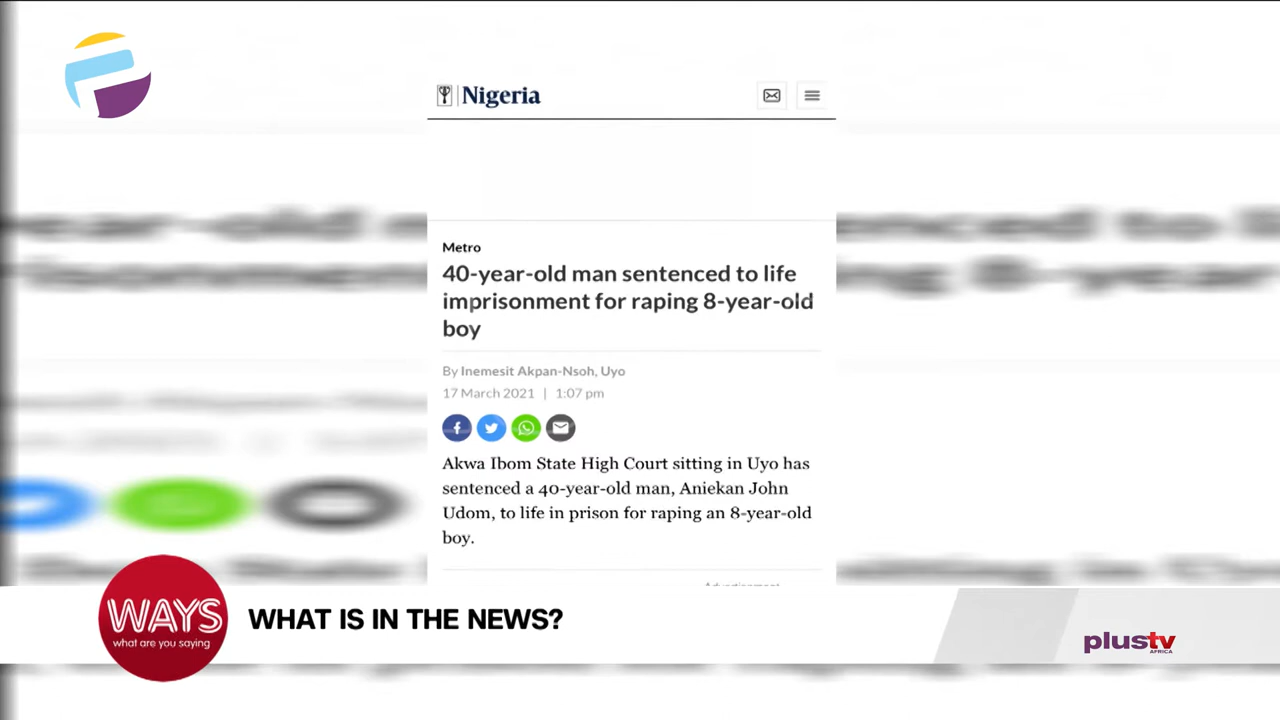 Nigeria
Metro
40-year-old man sentenced to life
imprisonment for raping 8-year-old
boy
By Inemesit Akpan-Nsoh, Uyo
17 March 2021 | 1:07 pm
Akwa Ibom State High Court sitting in Uyo has
sentenced a 40-year-old man, Aniekan John
Udom, to life in prison for raping an 8-year-old
boy.
WAYS
what are you saying
WHAT IS IN THE NEWS?
plustv
AFRICA